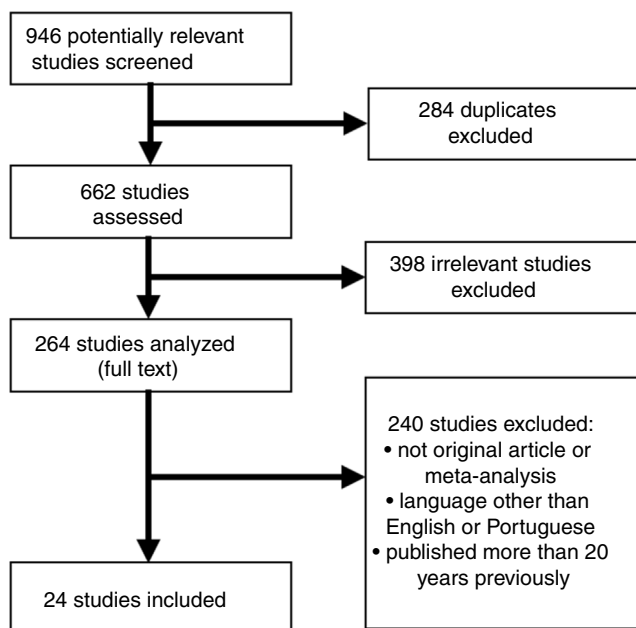 946 potentially relevant
studies screened
284 duplicates
excluded
662 studies
assessed
398 irrelevant studies
excluded
264 studies analyzed
(full text)
240 studies excluded:
• not original article or
meta-analysis
• language other than
English or Portuguese
• published more than 20
years previously
24 studies included